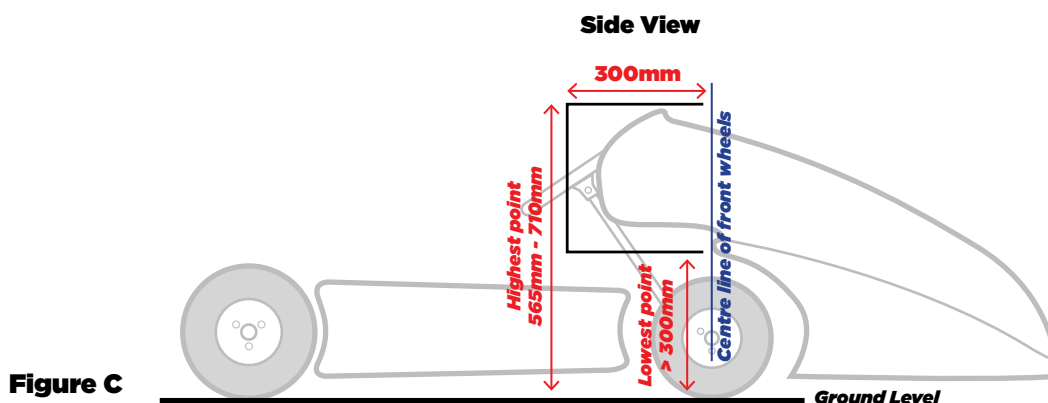 Side View
300mm
Highest point
565mm - 710mm
Lowest point
> 300mm
Centre line of front wheels
Figure C
Ground Level